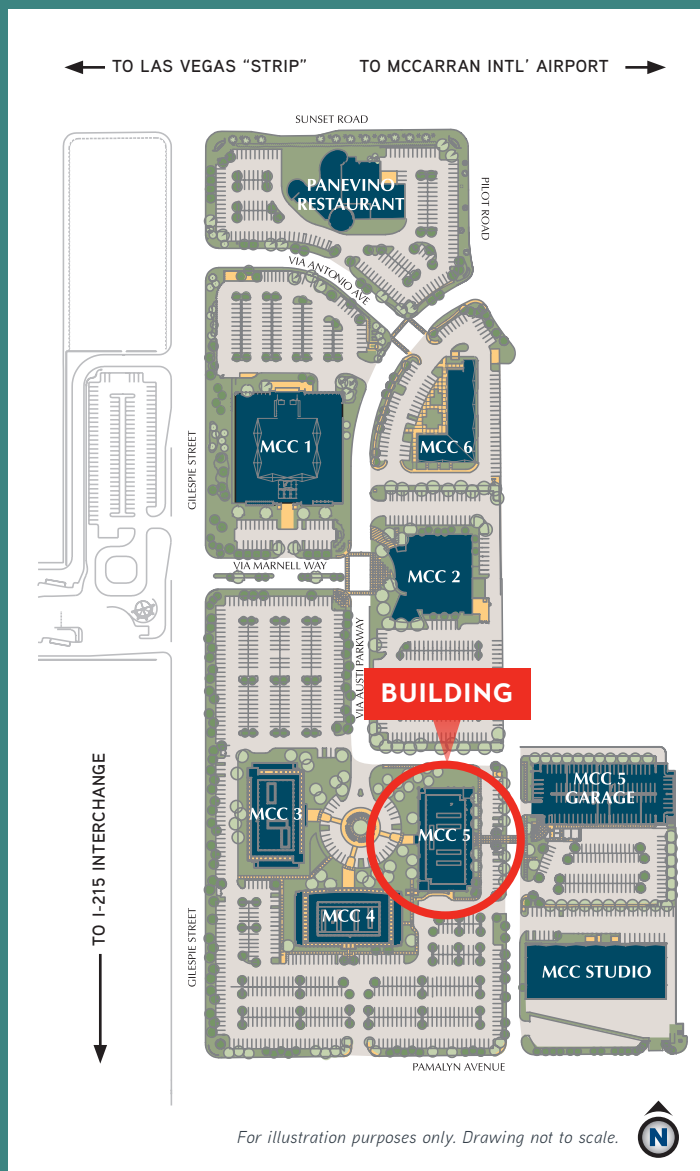 TO LAS VEGAS “STRIP”
TO MCCARRAN INTL’ AIRPORT
SUNSET ROAD
PANEVINO
RESTAURANT
PILOT ROAD
VIA ANTONIO AVE
GILESPIE STREET
MCC 1
MCC 6
VIA MARNELL WAY
MCC 2
VIA AUSTI PARKWAY
BUILDING
TO I-215 INTERCHANGE
MCC 3
MCC 5
MCC 5
GARAGE
MCC 4
GILESPIE STREET
MCC STUDIO
PAMALYN AVENUE
For illustration purposes only. Drawing not to scale.
N